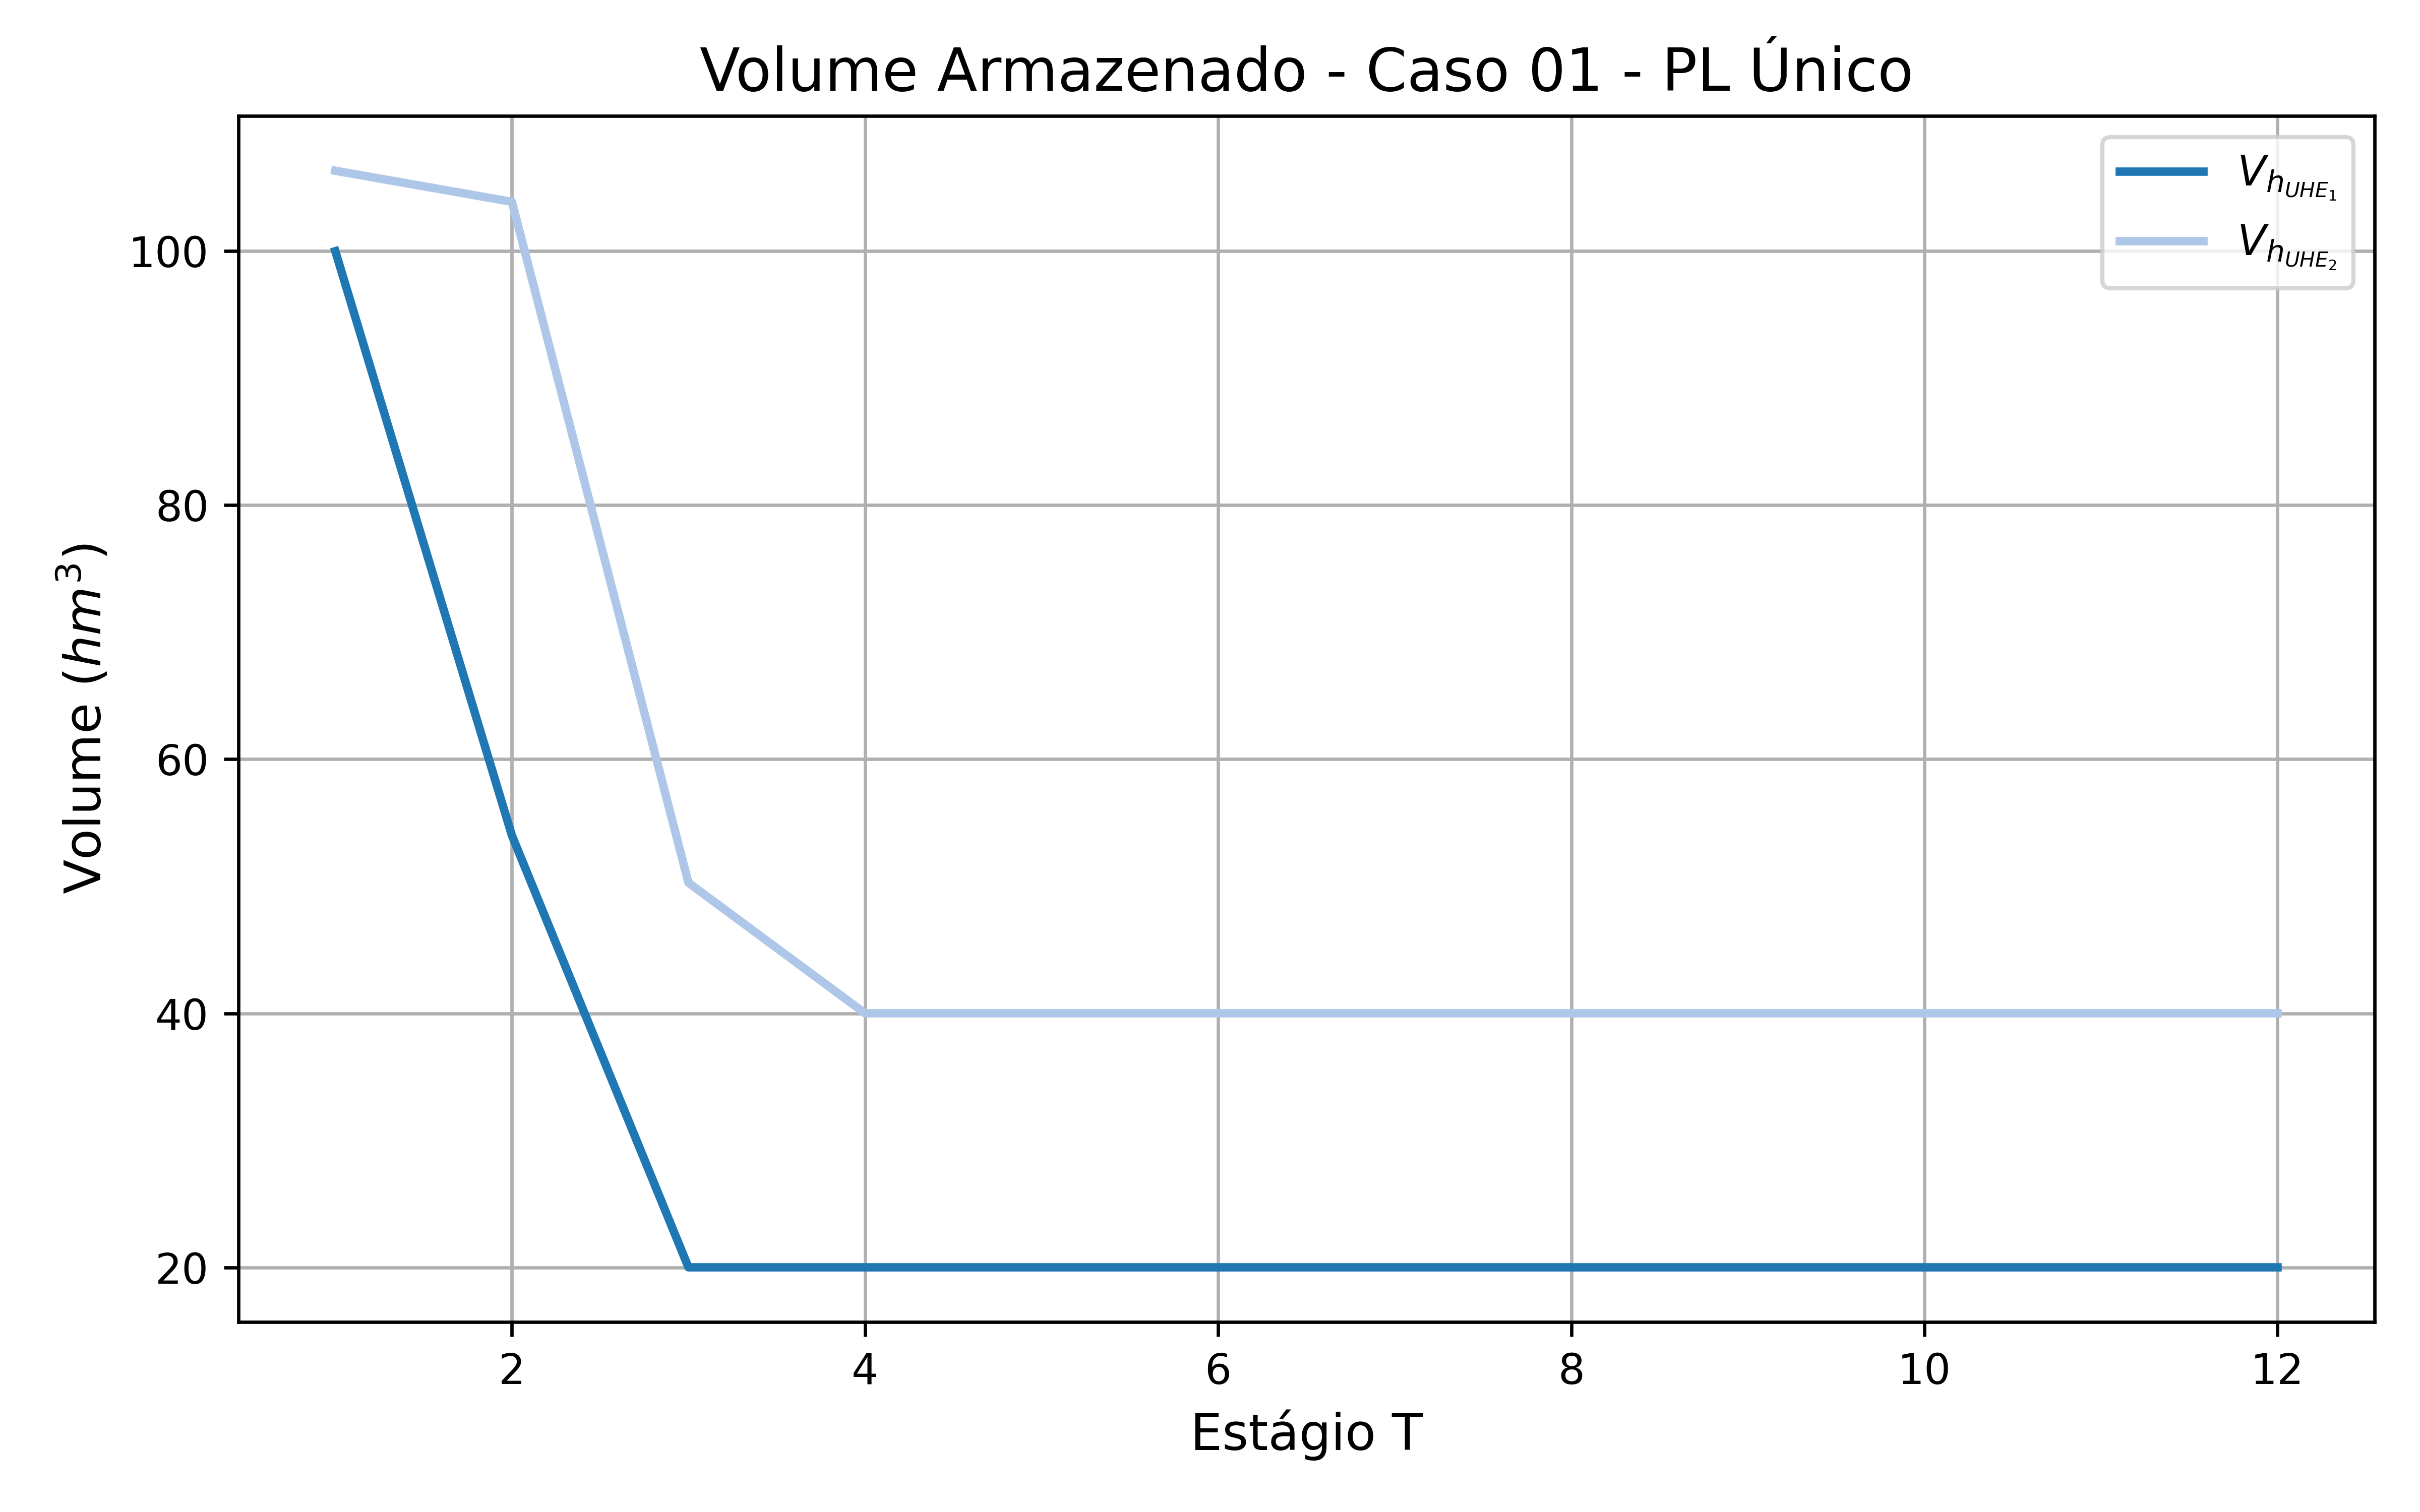 Volume Armazenado - Caso 01 - PL Único
V_{h_{UHE_1}}
V_{h_{UHE_2}}
Volume (hm³)
100
80
60
40
20
2 4 6 8 10 12
Estágio T